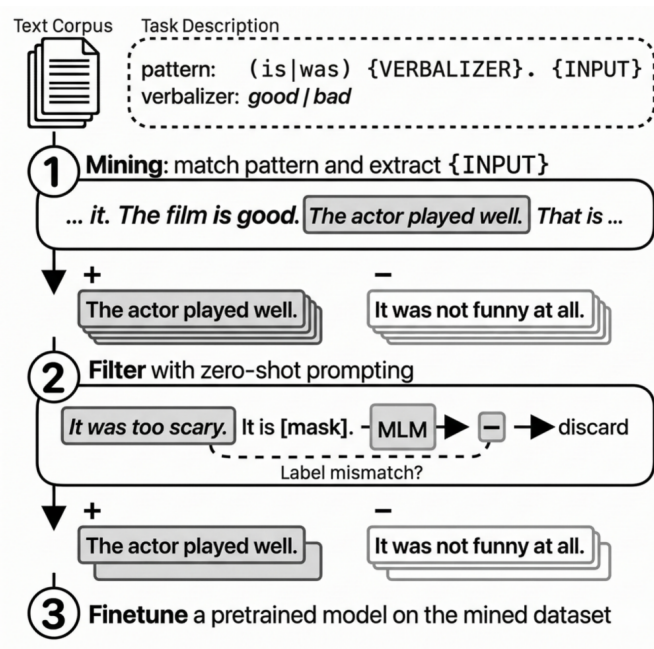 Text Corpus
Task Description
pattern: (is|was) {VERBALIZER}. {INPUT}
verbalizer: good / bad
1 Mining: match pattern and extract {INPUT}
... it. The film is good. The actor played well. That is ...
+ −
The actor played well. It was not funny at all.
2 Filter with zero-shot prompting
It was too scary. It is [mask]. MLM − discard
Label mismatch?
+ −
The actor played well. It was not funny at all.
3 Finetune a pretrained model on the mined dataset